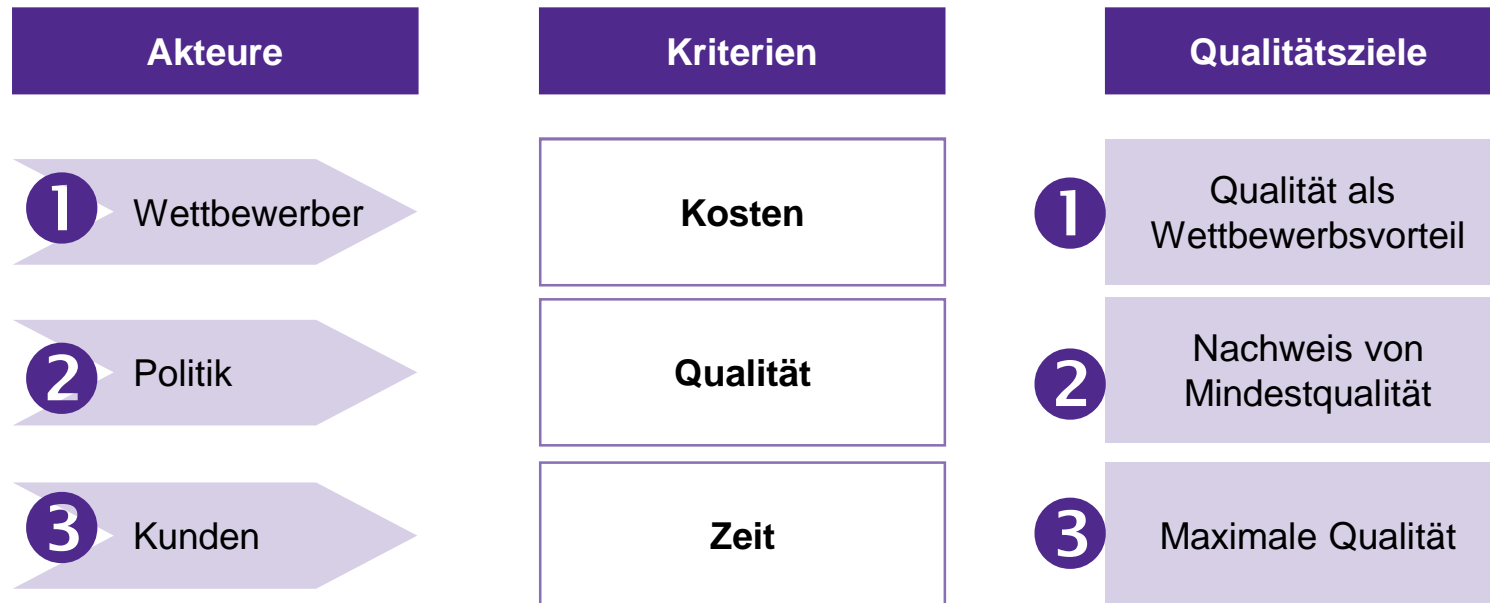 Akteure
Kriterien
Qualitätsziele
1 Wettbewerber
Kosten
1 Qualität als
Wettbewerbsvorteil
2 Politik
Qualität
2 Nachweis von
Mindestqualität
3 Kunden
Zeit
3 Maximale Qualität